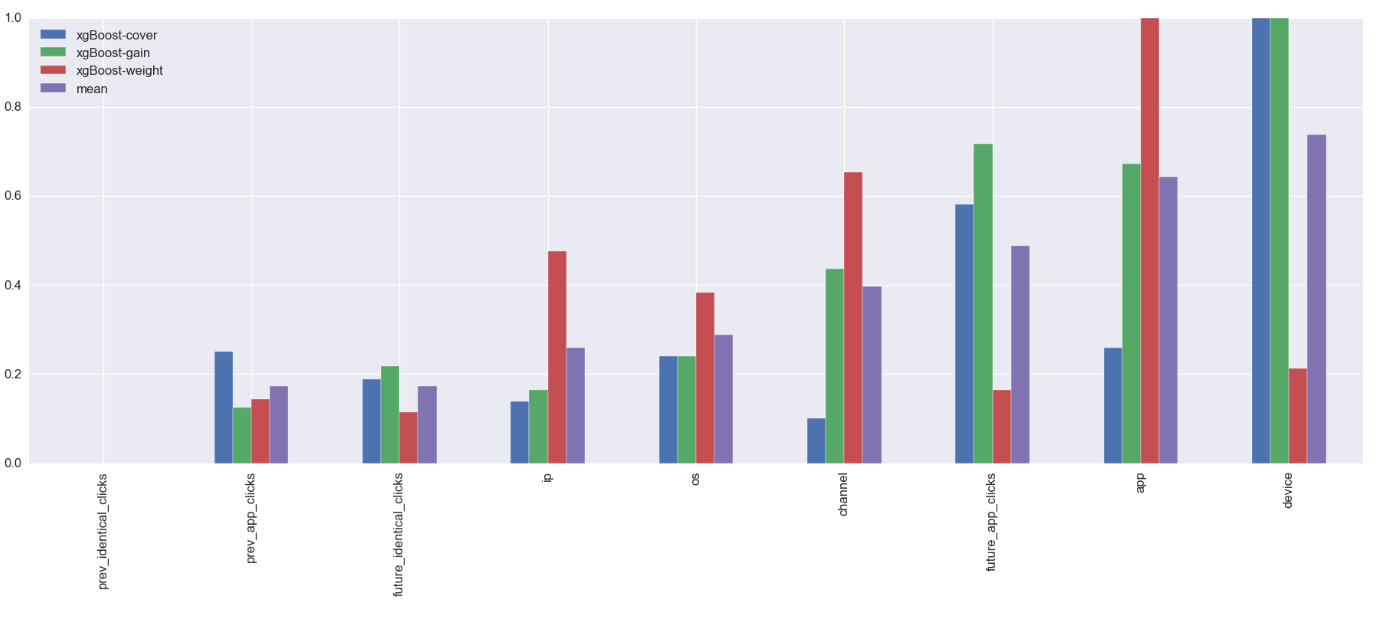 1.0
0.8
0.6
0.4
0.2
0.0
xgBoost-cover
xgBoost-gain
xgBoost-weight
mean
prev_identical_clicks
prev_app_clicks
future_identical_clicks
ip
os
channel
future_app_clicks
app
device